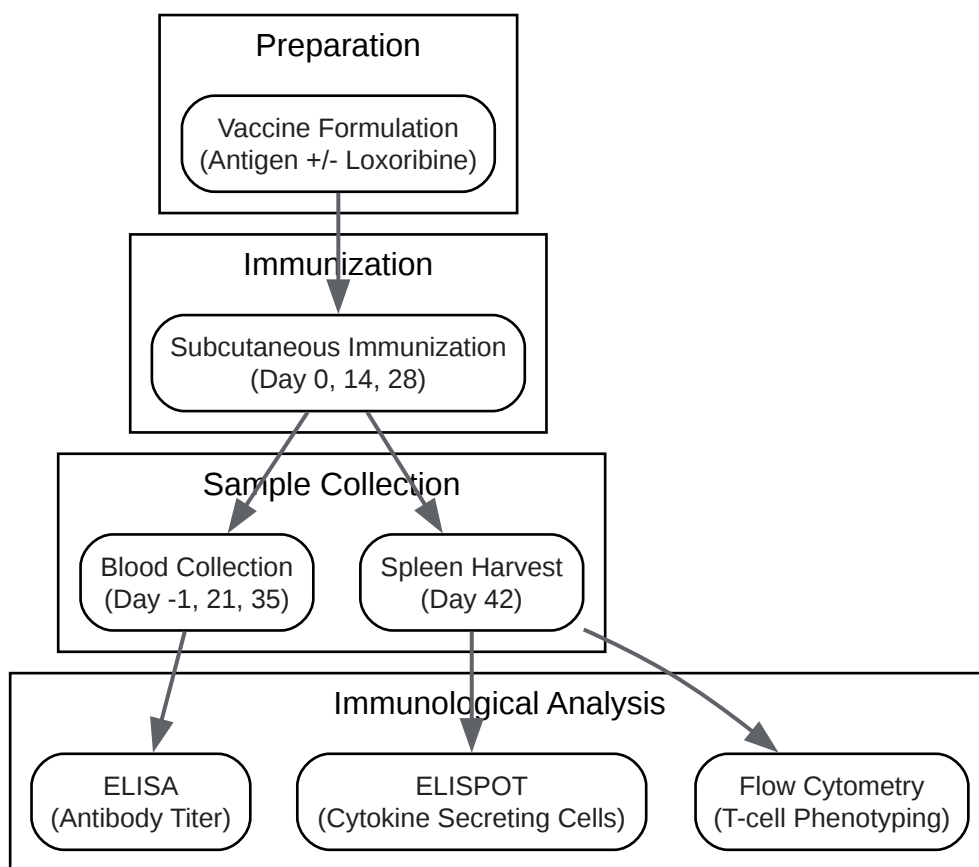 Preparation
Vaccine Formulation
(Antigen +/- Loxoribine)
Immunization
Subcutaneous Immunization
(Day 0, 14, 28)
Sample Collection
Blood Collection
(Day -1, 21, 35)
Spleen Harvest
(Day 42)
Immunological Analysis
ELISA
(Antibody Titer)
ELISPOT
(Cytokine Secreting Cells)
Flow Cytometry
(T-cell Phenotyping)